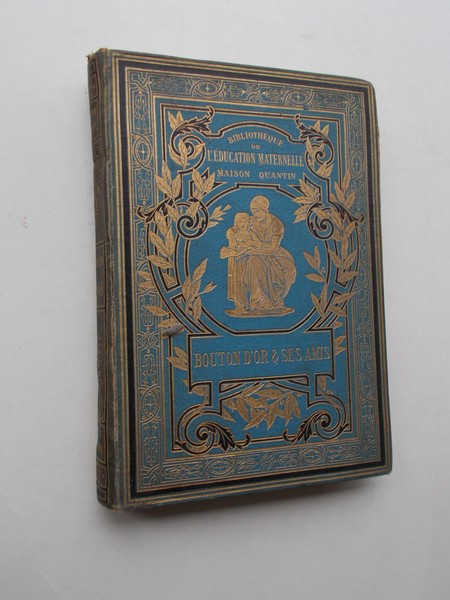 BIBLIOTHÈQUE
DE
L'ÉDUCATION MATERNELLE
MAISON QUANTIN
BOUTON D'OR & SES AMIS